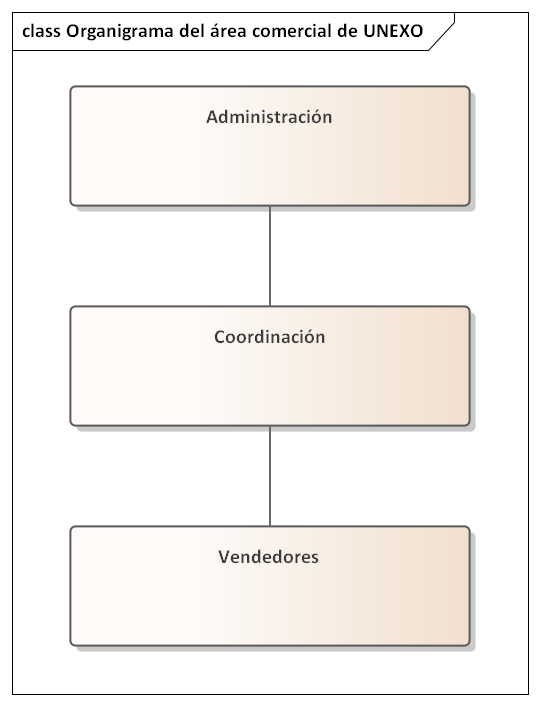 class Organigrama del área comercial de UNEXO
Administración
Coordinación
Vendedores